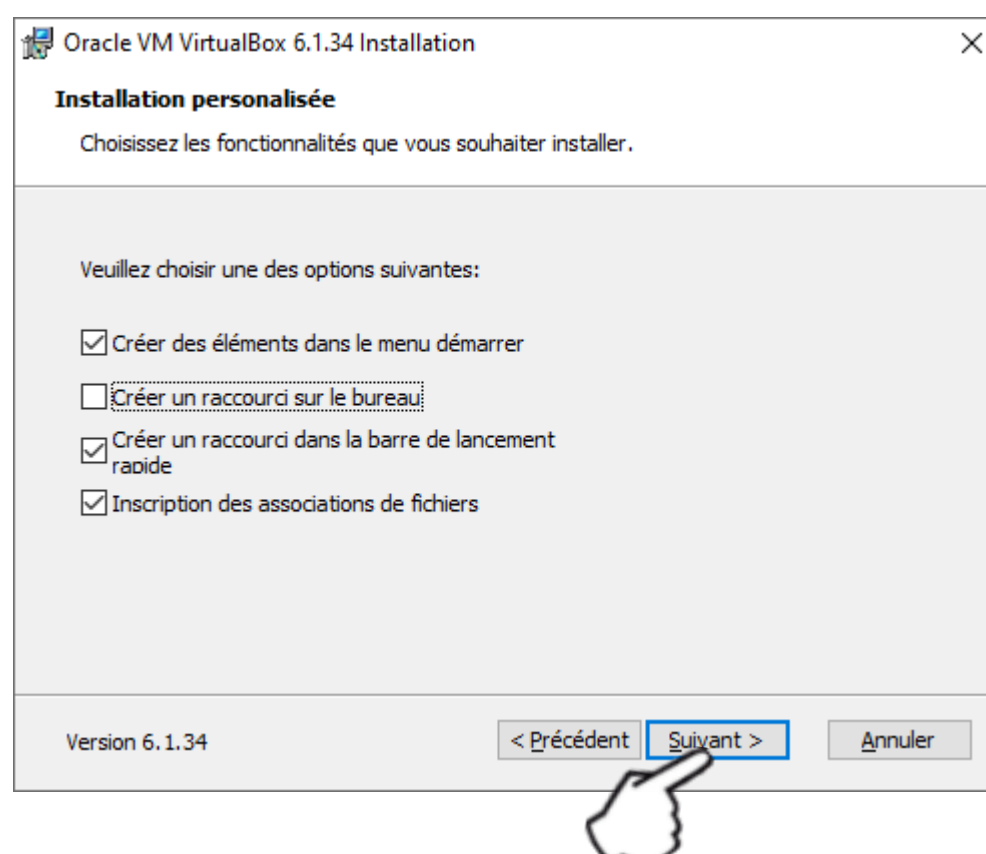 Oracle VM VirtualBox 6.1.34 Installation
Installation personalisée
Choisissez les fonctionnalités que vous souhaiter installer.
Veuillez choisir une des options suivantes:
Créer des éléments dans le menu démarrer
Créer un raccourci sur le bureau
Créer un raccourci dans la barre de lancement
rapide
Inscription des associations de fichiers
Version 6.1.34
< Précédent
Suivant >
Annuler